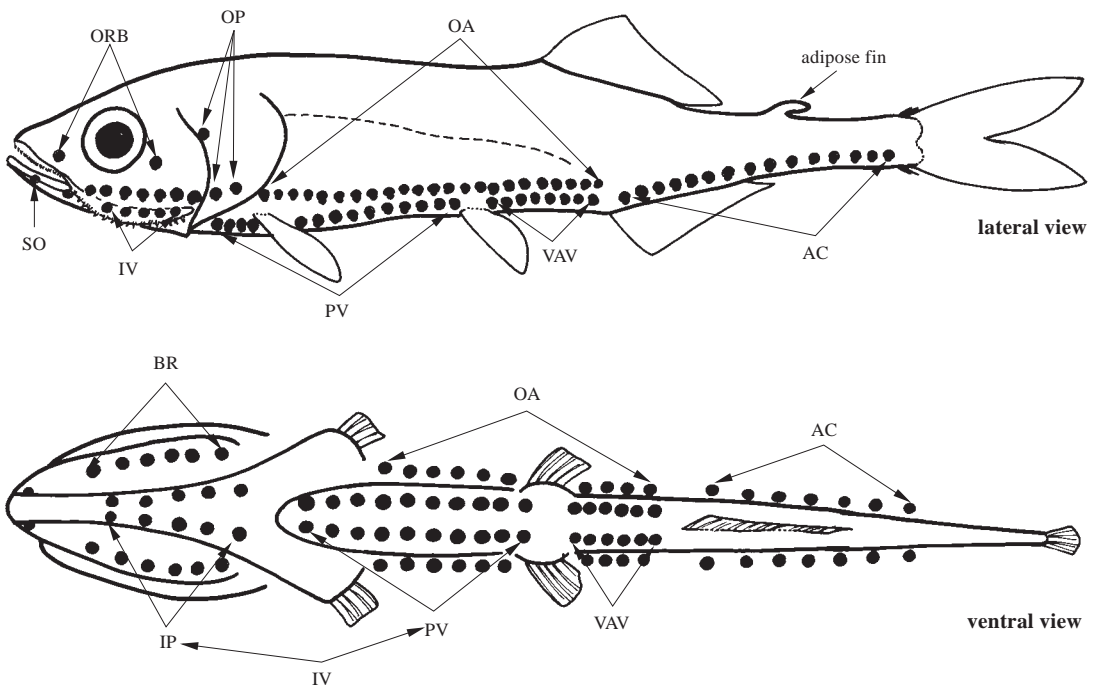 OP
OA
ORB
adipose fin
lateral view
SO
IV
VAV
AC
PV
BR
OA
AC
IP
PV
VAV
ventral view
IV